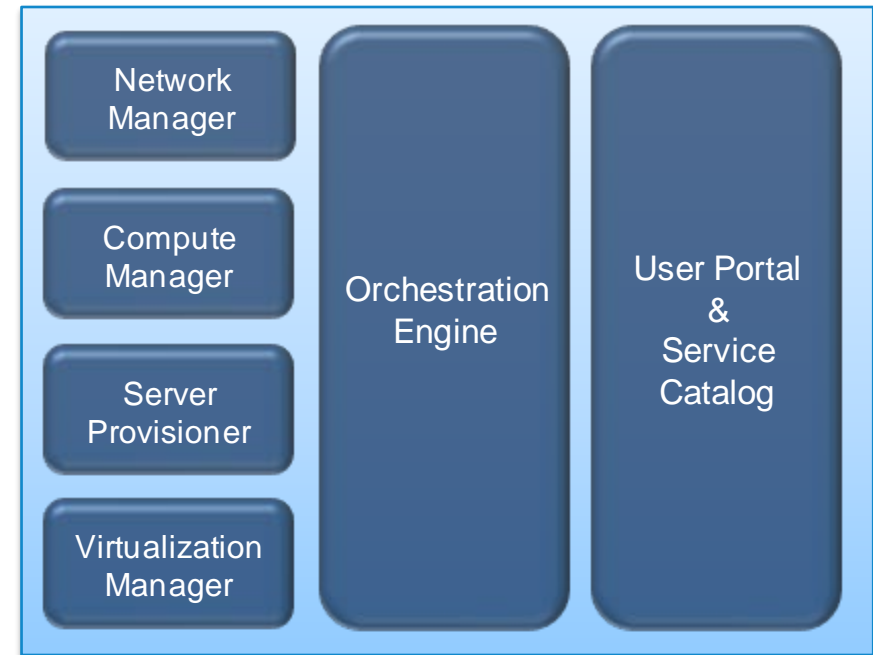 Network
Manager
Compute
Manager
Server
Provisioner
Virtualization
Manager
Orchestration
Engine
User Portal
&
Service
Catalog